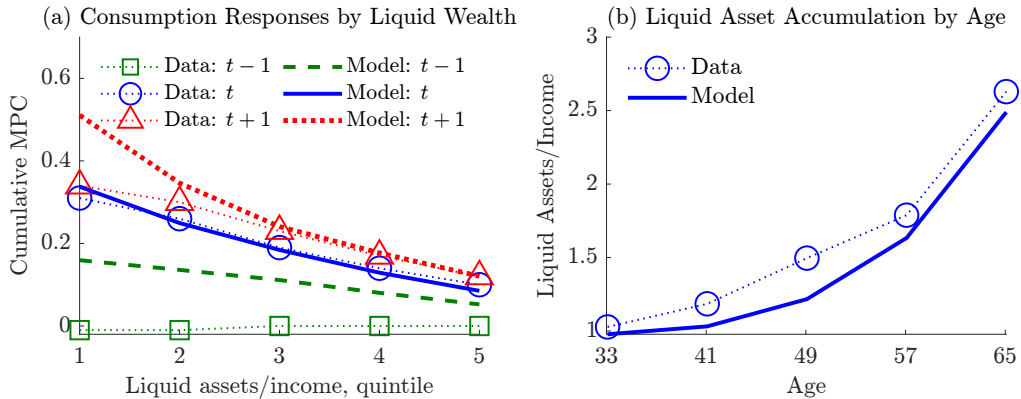 (a) Consumption Responses by Liquid Wealth
Cumulative MPC
0.6
0.4
0.2
0
Data: t − 1
Data: t
Data: t + 1
Model: t − 1
Model: t
Model: t + 1
1
2
3
4
5
Liquid assets/income, quintile
(b) Liquid Asset Accumulation by Age
Liquid Assets/Income
3
2.5
2
1.5
1
Data
Model
33
41
49
57
65
Age